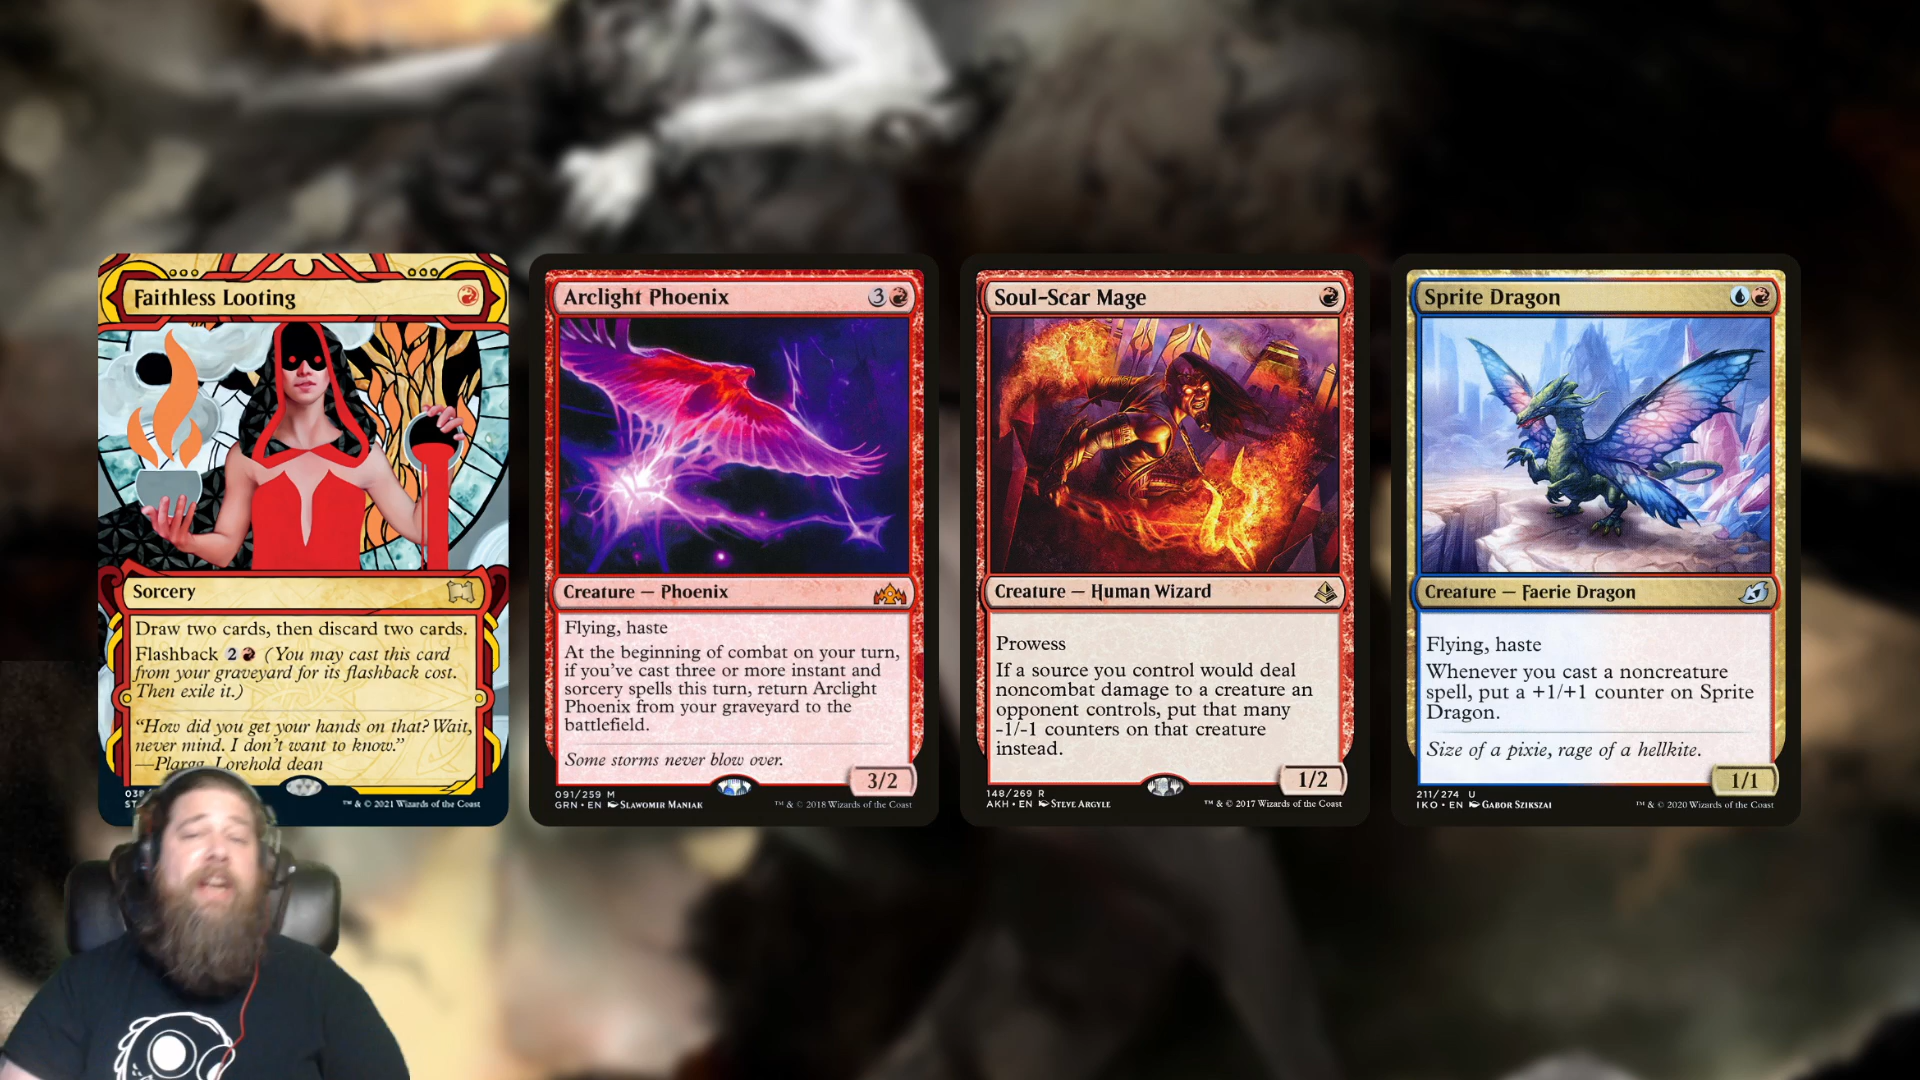 Faithless Looting
Sorcery
Draw two cards, then discard two cards.
Flashback 2 (You may cast this card
from your graveyard for its flashback cost.
Then exile it.)
“How did you get your hands on that? Wait,
never mind. I don’t want to know.”
—Plargg, Lorehold dean
™ & © 2021 Wizards of the Coast
Arclight Phoenix 3
Creature — Phoenix
Flying, haste
At the beginning of combat on your turn,
if you’ve cast three or more instant and
sorcery spells this turn, return Arclight
Phoenix from your graveyard to the
battlefield.
Some storms never blow over.
3/2
091/259 M
GRN • EN SLAWOMIR MANIAK
™ & © 2018 Wizards of the Coast
Soul-Scar Mage
Creature — Human Wizard
Prowess
If a source you control would deal
noncombat damage to a creature an
opponent controls, put that many
-1/-1 counters on that creature
instead.
1/2
148/269 R
AKH • EN STEVE ARGYLE
™ & © 2017 Wizards of the Coast
Sprite Dragon
Creature — Faerie Dragon
Flying, haste
Whenever you cast a noncreature
spell, put a +1/+1 counter on Sprite
Dragon.
Size of a pixie, rage of a hellkite.
1/1
211/274 U
IKO • EN GABOR SZIKSZAI
™ & © 2020 Wizards of the Coast